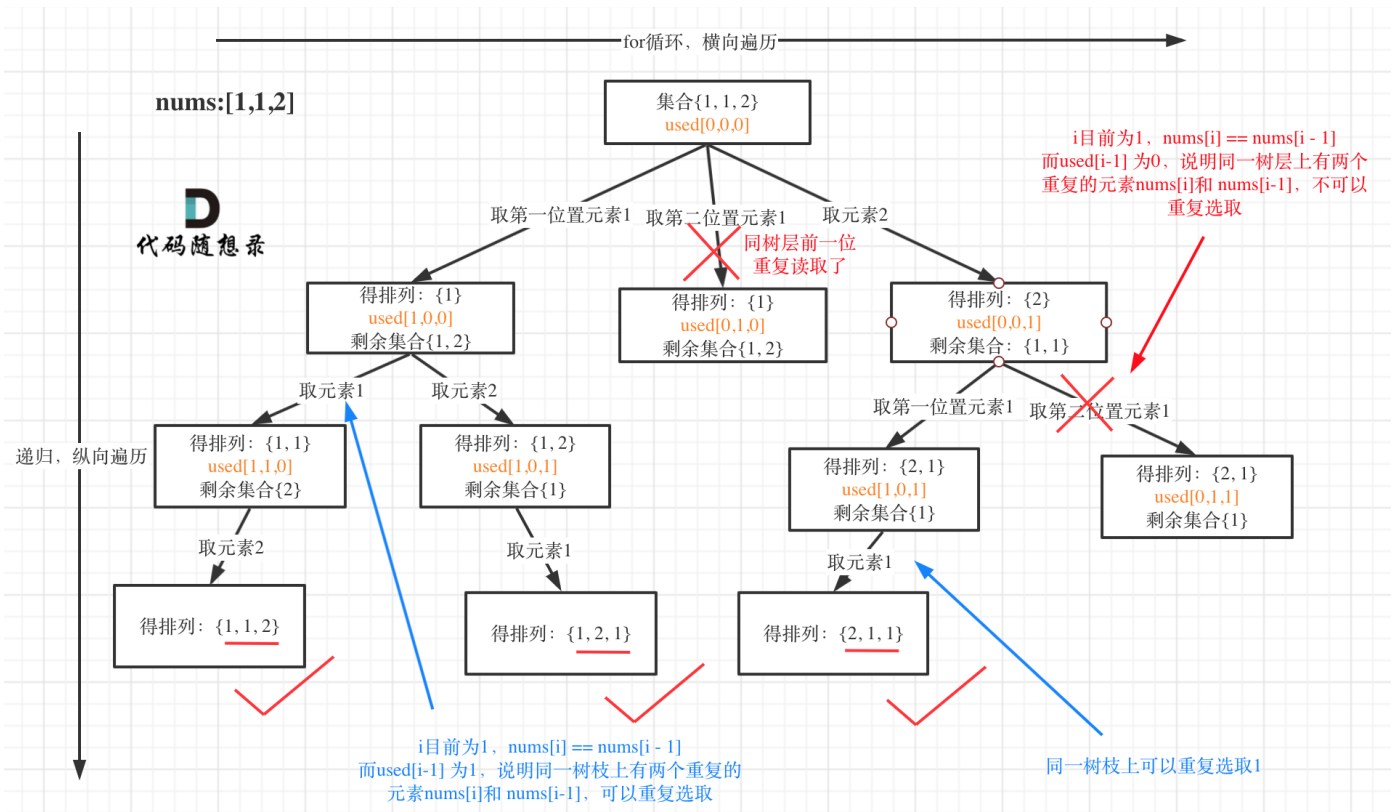 for循环，横向遍历
nums:[1,1,2]
集合{1, 1, 2}
used[0,0,0]
i目前为1，nums[i] == nums[i - 1]
而used[i-1] 为0，说明同一树层上有两个
重复的元素nums[i]和 nums[i-1]，不可以
重复选取
代码随想录
取第一位置元素1
取第二位置元素1
取元素2
同树层前一位
重复读取了
得排列：{1}
used[1,0,0]
剩余集合{1, 2}
得排列：{1}
used[0,1,0]
剩余集合{1, 2}
得排列：{2}
used[0,0,1]
剩余集合：{1, 1}
取元素1
取元素2
取第一位置元素1
取第二位置元素1
递归，纵向遍历
得排列：{1, 1}
used[1,1,0]
剩余集合{2}
得排列：{1, 2}
used[1,0,1]
剩余集合{1}
得排列：{2, 1}
used[1,0,1]
剩余集合{1}
得排列：{2, 1}
used[0,1,1]
剩余集合{1}
取元素2
取元素1
取元素1
得排列：{1, 1, 2}
得排列：{1, 2, 1}
得排列：{2, 1, 1}
i目前为1，nums[i] == nums[i - 1]
而used[i-1] 为1，说明同一树枝上有两个重复的
元素nums[i]和 nums[i-1]，可以重复选取
同一树枝上可以重复选取1